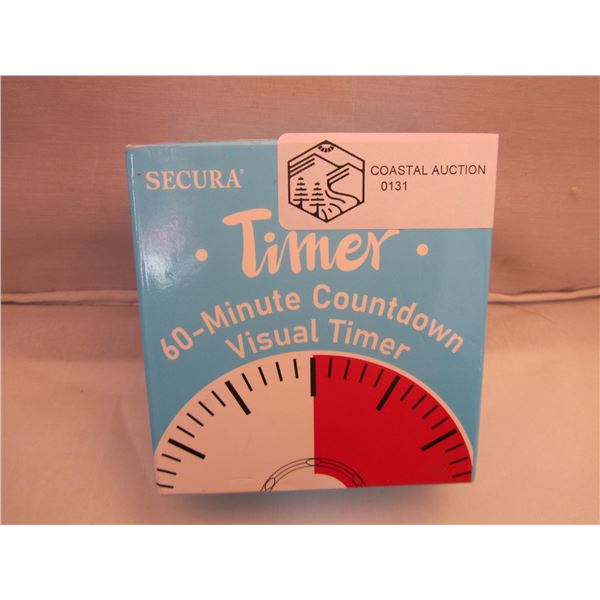 SECURA®
COASTAL AUCTION
0131
• Timer •
60-Minute Countdown
Visual Timer